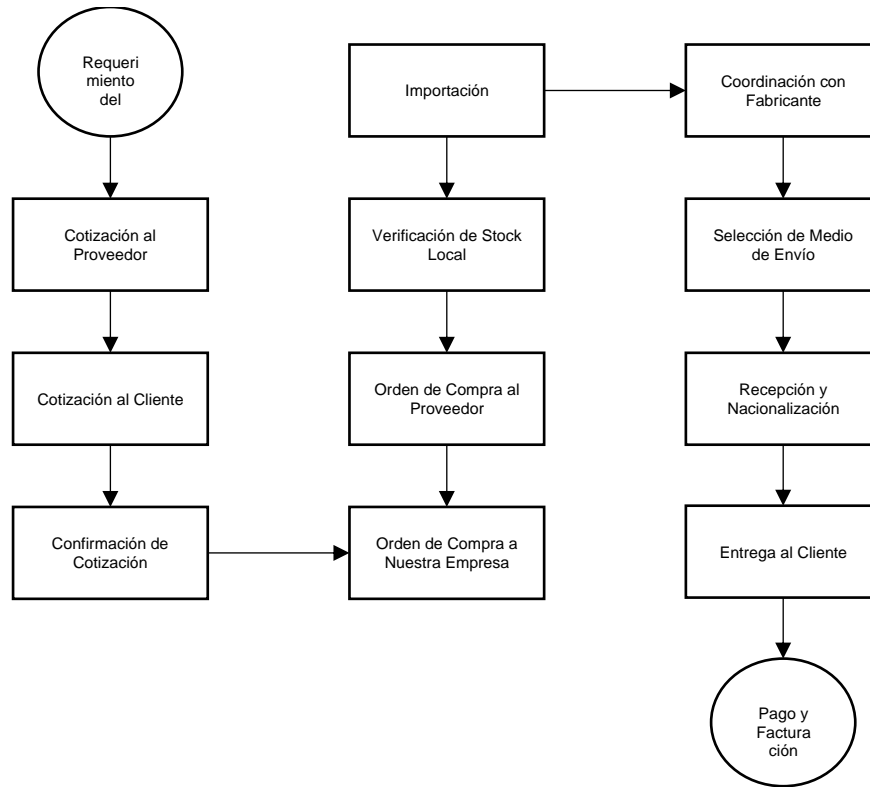 Requeri
miento
del
Cotización al
Proveedor
Cotización al Cliente
Confirmación de
Cotización
Importación
Verificación de Stock
Local
Orden de Compra al
Proveedor
Orden de Compra a
Nuestra Empresa
Coordinación con
Fabricante
Selección de Medio
de Envío
Recepción y
Nacionalización
Entrega al Cliente
Pago y
Factura
ción